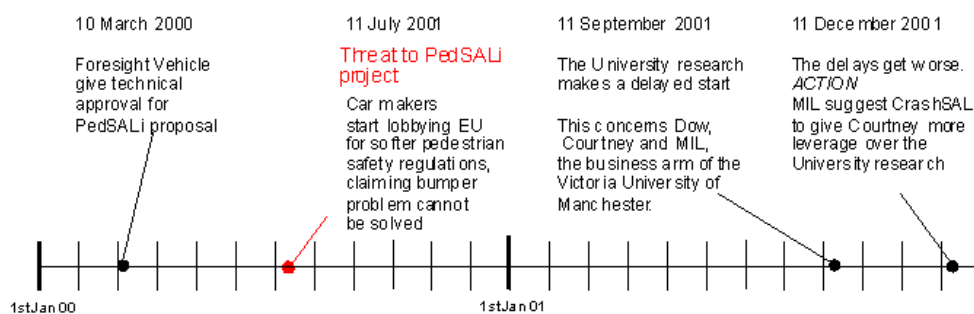 10 March 2000
Foresight Vehicle
give technical
approval for
PedSALi proposal
11 July 2001
Threat to PedSALi
project
Car makers
start lobbying EU
for softer pedestrian
safety regulations,
claiming bumper
problem cannot
be solved
11 September 2001
The University research
makes a delayed start
This concerns Dow,
Courtney and MIL,
the business arm of the
Victoria University of
Manchester.
11 December 2001
The delays get worse.
ACTION
MIL suggest CrashSAL
to give Courtney more
leverage over the
University research
1stJan 00
1stJan 01